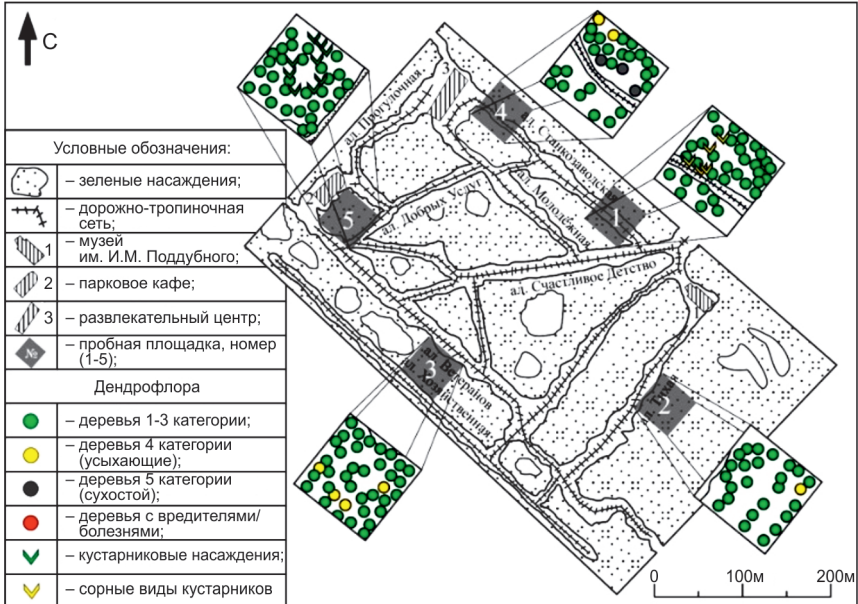 С
Условные обозначения:
– зеленые насаждения;
– дорожно-тропиночная
сеть;
1 – музей
им. И.М. Поддубного;
2 – парковое кафе;
3 – развлекательный центр;
№ – пробная площадка, номер
(1-5);
Дендрофлора
– деревья 1-3 категории;
– деревья 4 категории
(усыхающие);
– деревья 5 категории
(сухостой);
– деревья с вредителями/
болезнями;
– кустарниковые насаждения;
– сорные виды кустарников
3
ал. Прогулочная
4
Станкозаводская
2
5
ал. Добрых Услуг
ал. Молодёжная
1
ал. Счастливое Детство
3
ал. Ветеранов
Хозяйственная
2
Тихая
0 100м 200м